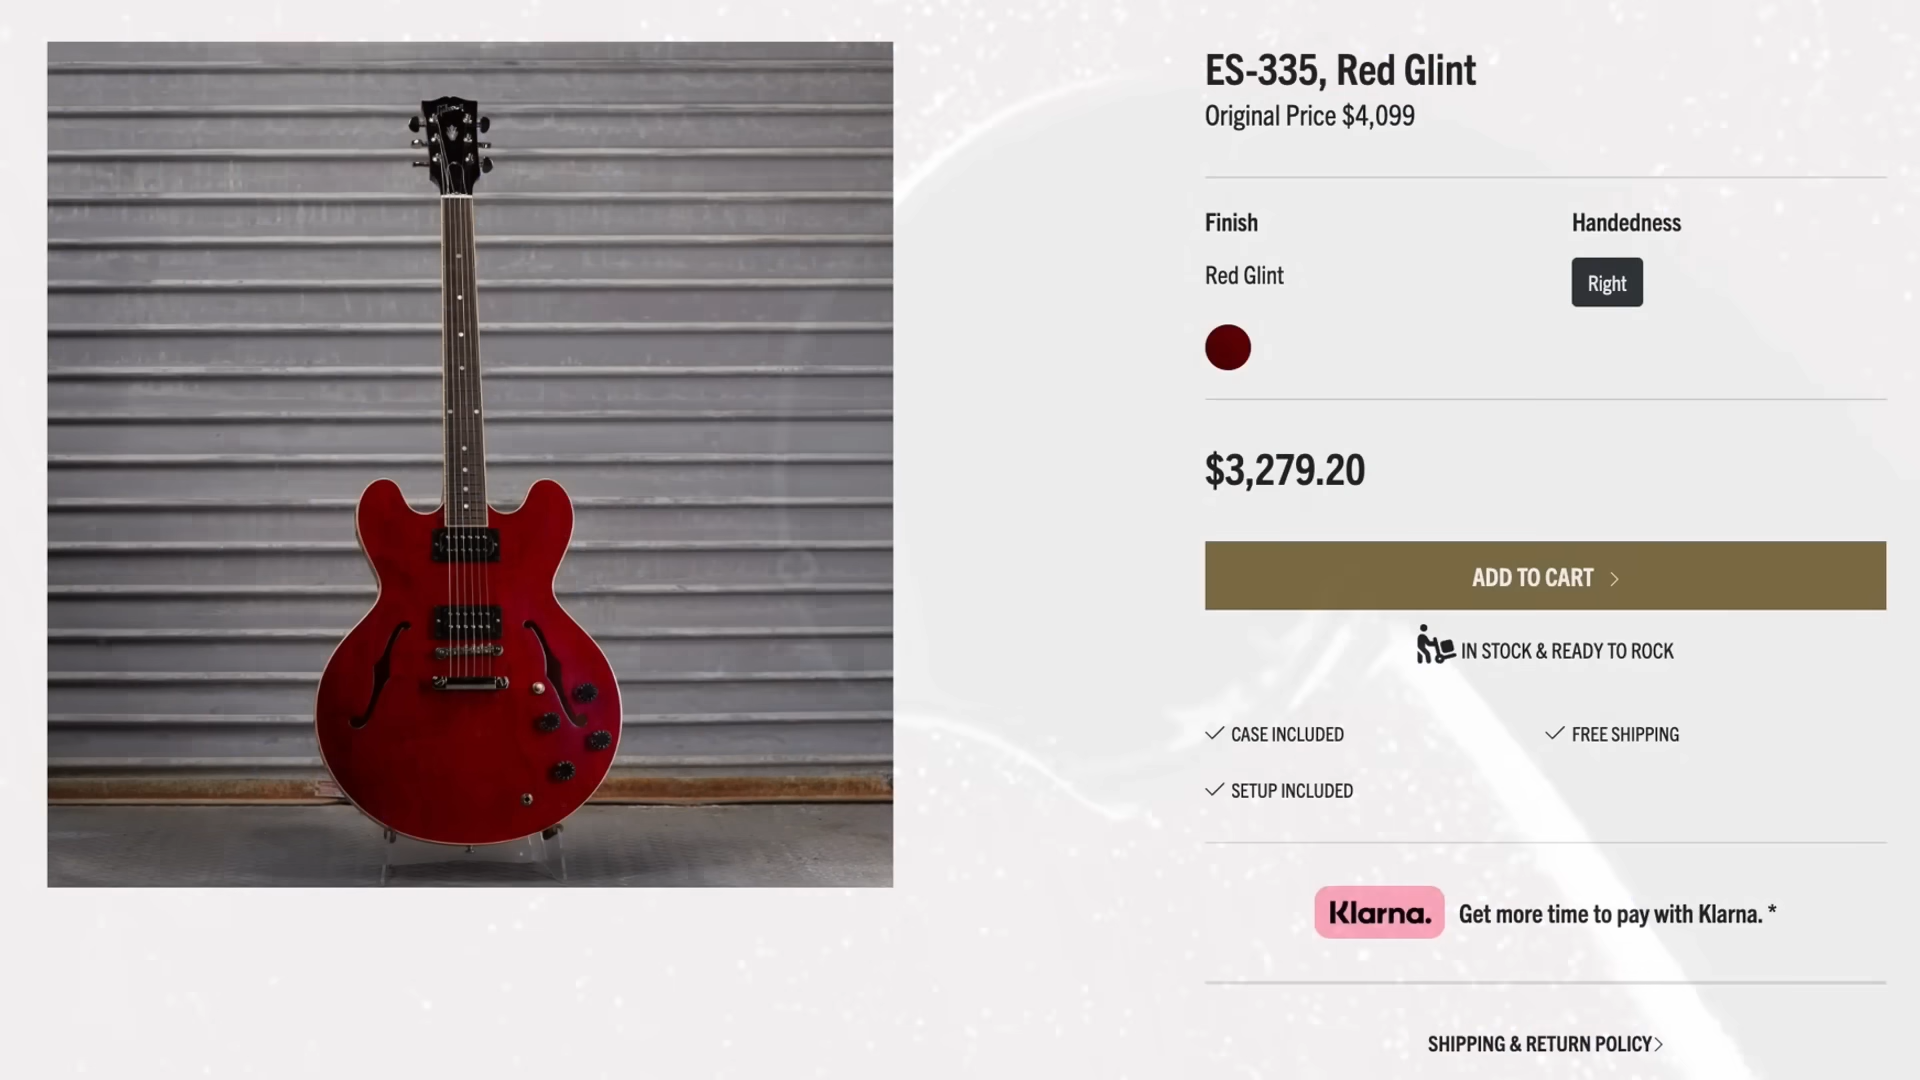 Gibson
ES-335, Red Glint
Original Price $4,099
Finish
Handedness
Red Glint
Right
$3,279.20
ADD TO CART >
IN STOCK & READY TO ROCK
CASE INCLUDED
FREE SHIPPING
SETUP INCLUDED
Klarna. Get more time to pay with Klarna. *
SHIPPING & RETURN POLICY>